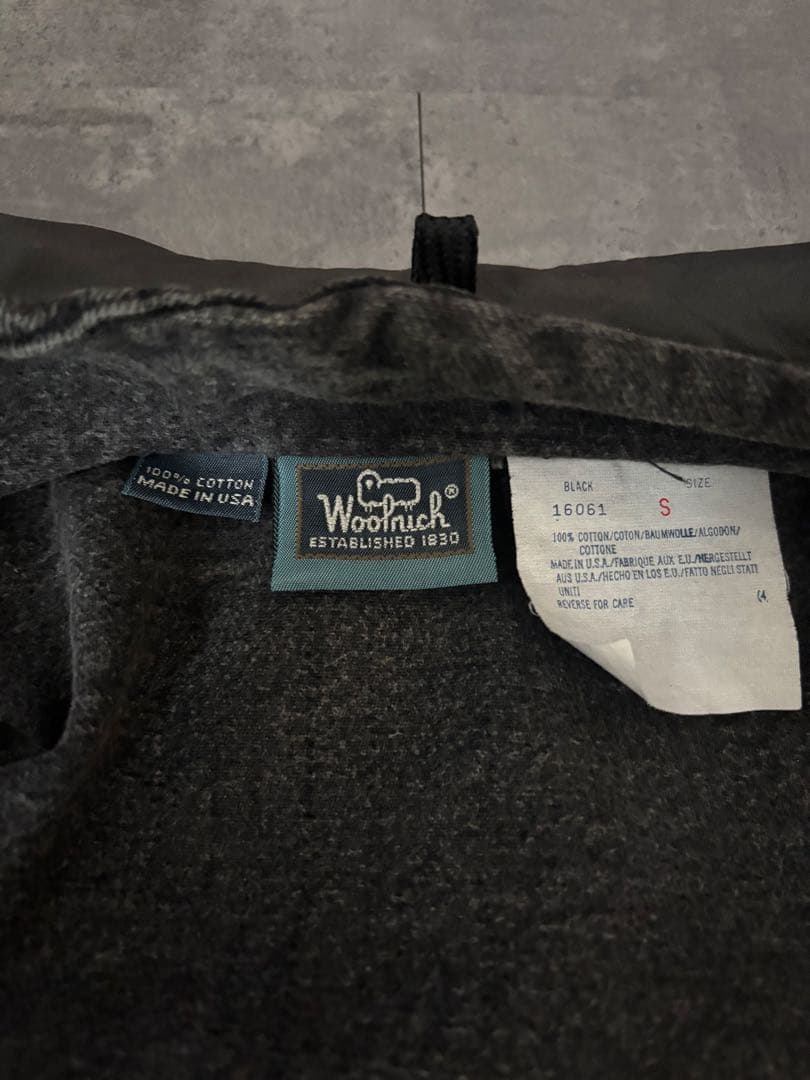 100% COTTON
MADE IN USA
Woolrich®
ESTABLISHED 1830
BLACK SIZE
16061 S
100% COTTON/COTON/BAUMWOLLE/ALGODON/
COTTONE
MADE IN U.S.A./FABRIQUE AUX E.U./HERGESTELLT
AUS U.S.A./HECHO EN LOS E.U./FATTO NEGLI STATI
UNITI
REVERSE FOR CARE (4